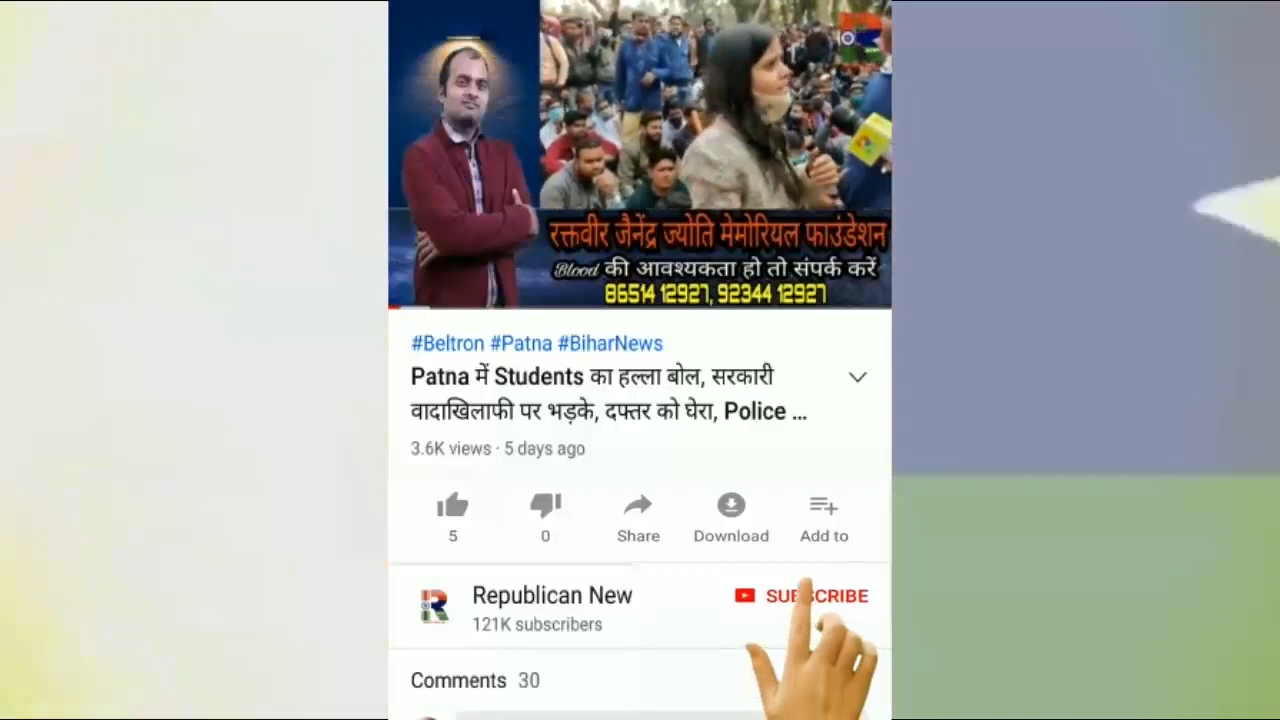 रक्तवीर जैनेंद्र ज्योति मेमोरियल फाउंडेशन
Blood की आवश्यकता हो तो संपर्क करें
86514 12927, 92344 12927
#Beltron #Patna #BiharNews
Patna में Students का हल्ला बोल, सरकारी
वादाखिलाफी पर भड़के, दफ्तर को घेरा, Police ...
3.6K views · 5 days ago
5
0
Share
Download
Add to
Republican New
SUBSCRIBE
121K subscribers
Comments 30